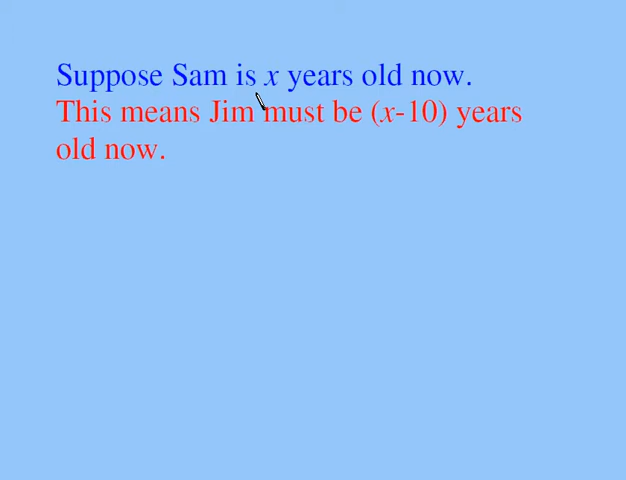 Suppose Sam is x years old now.
This means Jim must be (x-10) years
old now.